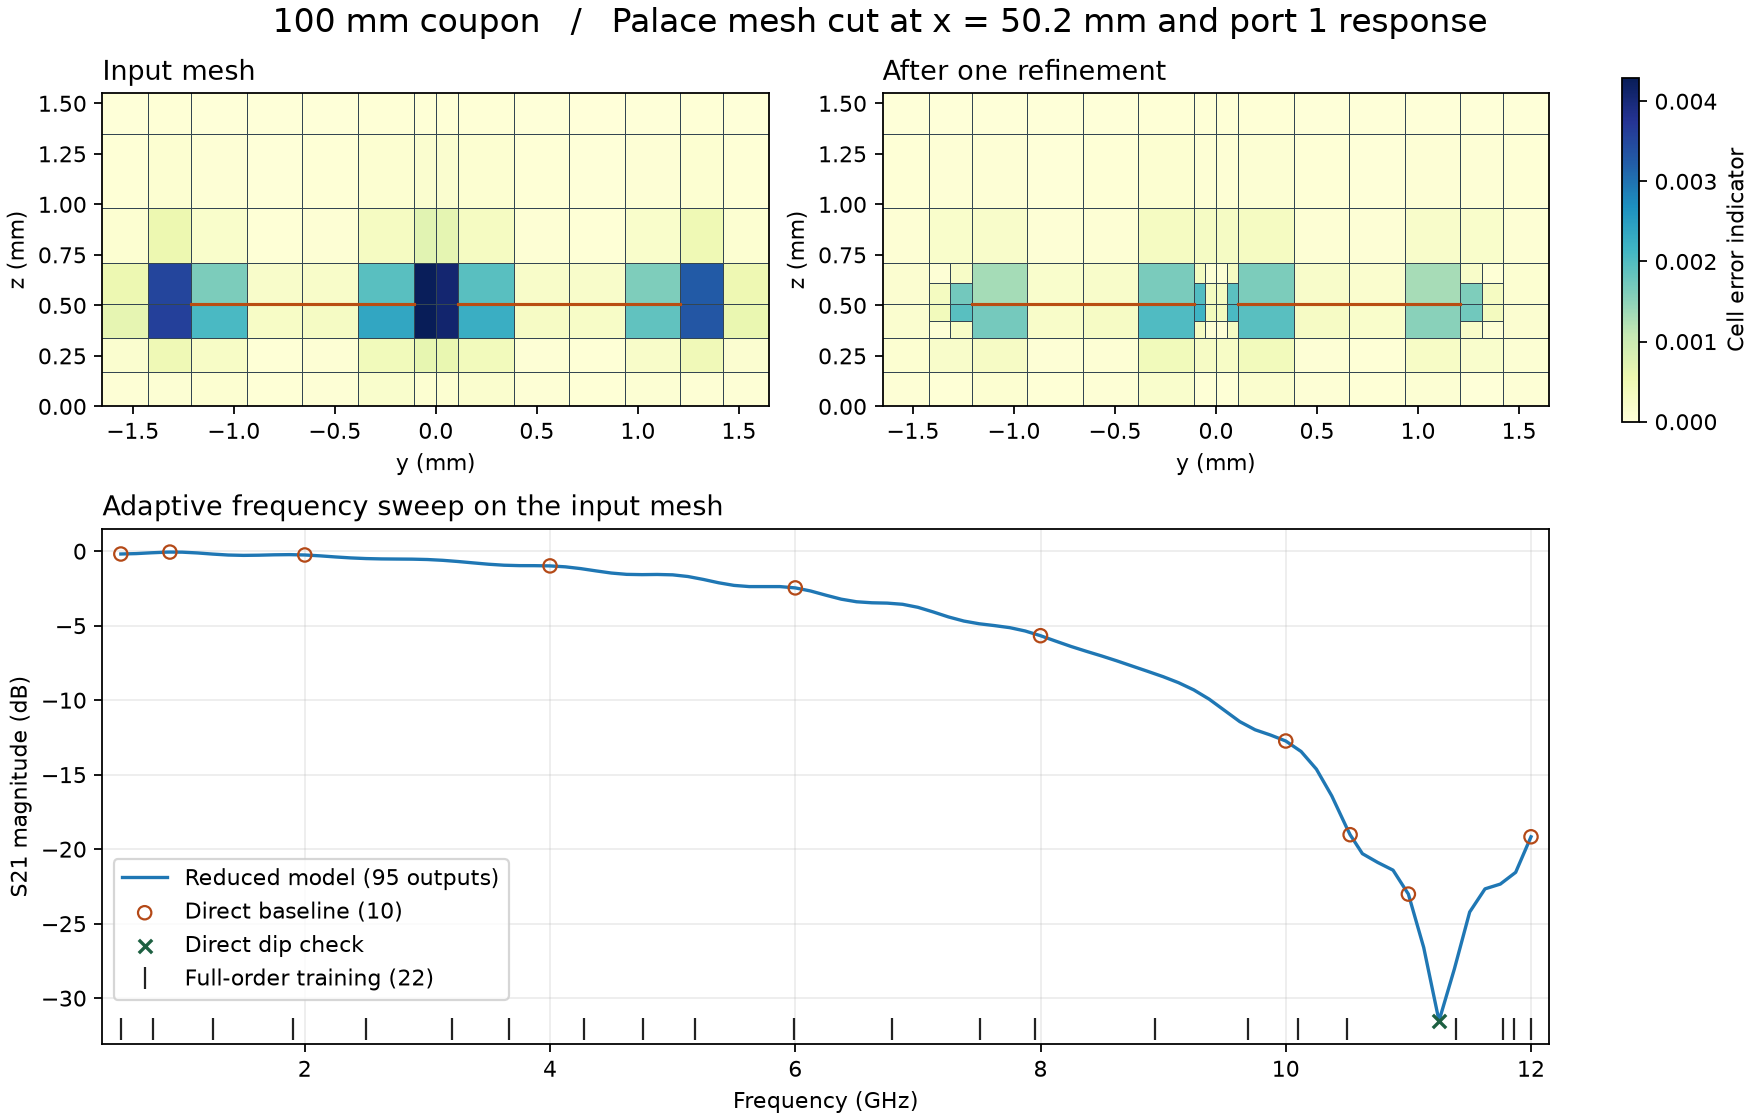 100 mm coupon / Palace mesh cut at x = 50.2 mm and port 1 response
Input mesh
1.50
1.25
1.00
0.75
0.50
0.25
0.00
z (mm)
−1.5 −1.0 −0.5 0.0 0.5 1.0 1.5
y (mm)
After one refinement
1.50
1.25
1.00
0.75
0.50
0.25
0.00
z (mm)
−1.5 −1.0 −0.5 0.0 0.5 1.0 1.5
y (mm)
0.004
0.003
0.002
0.001
0.000
Cell error indicator
Adaptive frequency sweep on the input mesh
0
−5
−10
−15
−20
−25
−30
S21 magnitude (dB)
Reduced model (95 outputs)
Direct baseline (10)
Direct dip check
Full-order training (22)
2 4 6 8 10 12
Frequency (GHz)